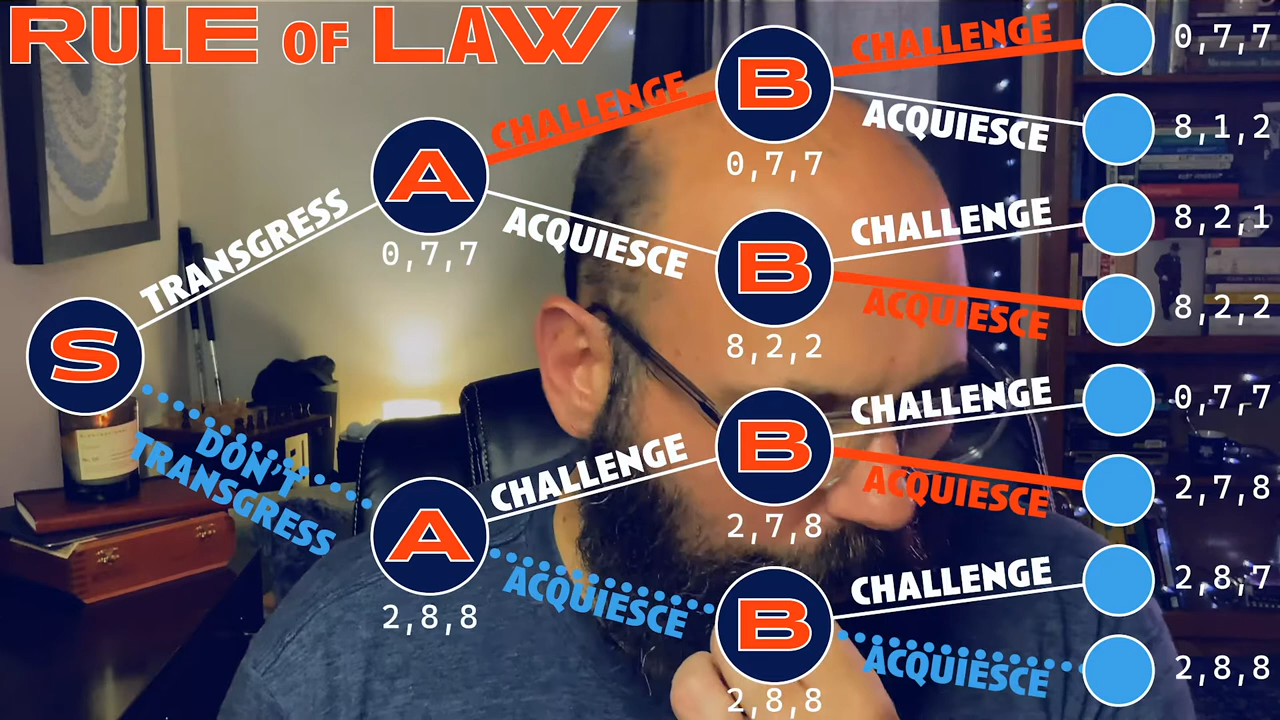 RULE OF LAW
S
TRANSGRESS
DON'T
TRANSGRESS
A
0,7,7
CHALLENGE
ACQUIESCE
A
2,8,8
CHALLENGE
ACQUIESCE
B
0,7,7
CHALLENGE
ACQUIESCE
B
8,2,2
CHALLENGE
ACQUIESCE
B
2,7,8
CHALLENGE
ACQUIESCE
B
2,8,8
CHALLENGE
ACQUIESCE
0,7,7
8,1,2
8,2,1
8,2,2
0,7,7
2,7,8
2,8,7
2,8,8